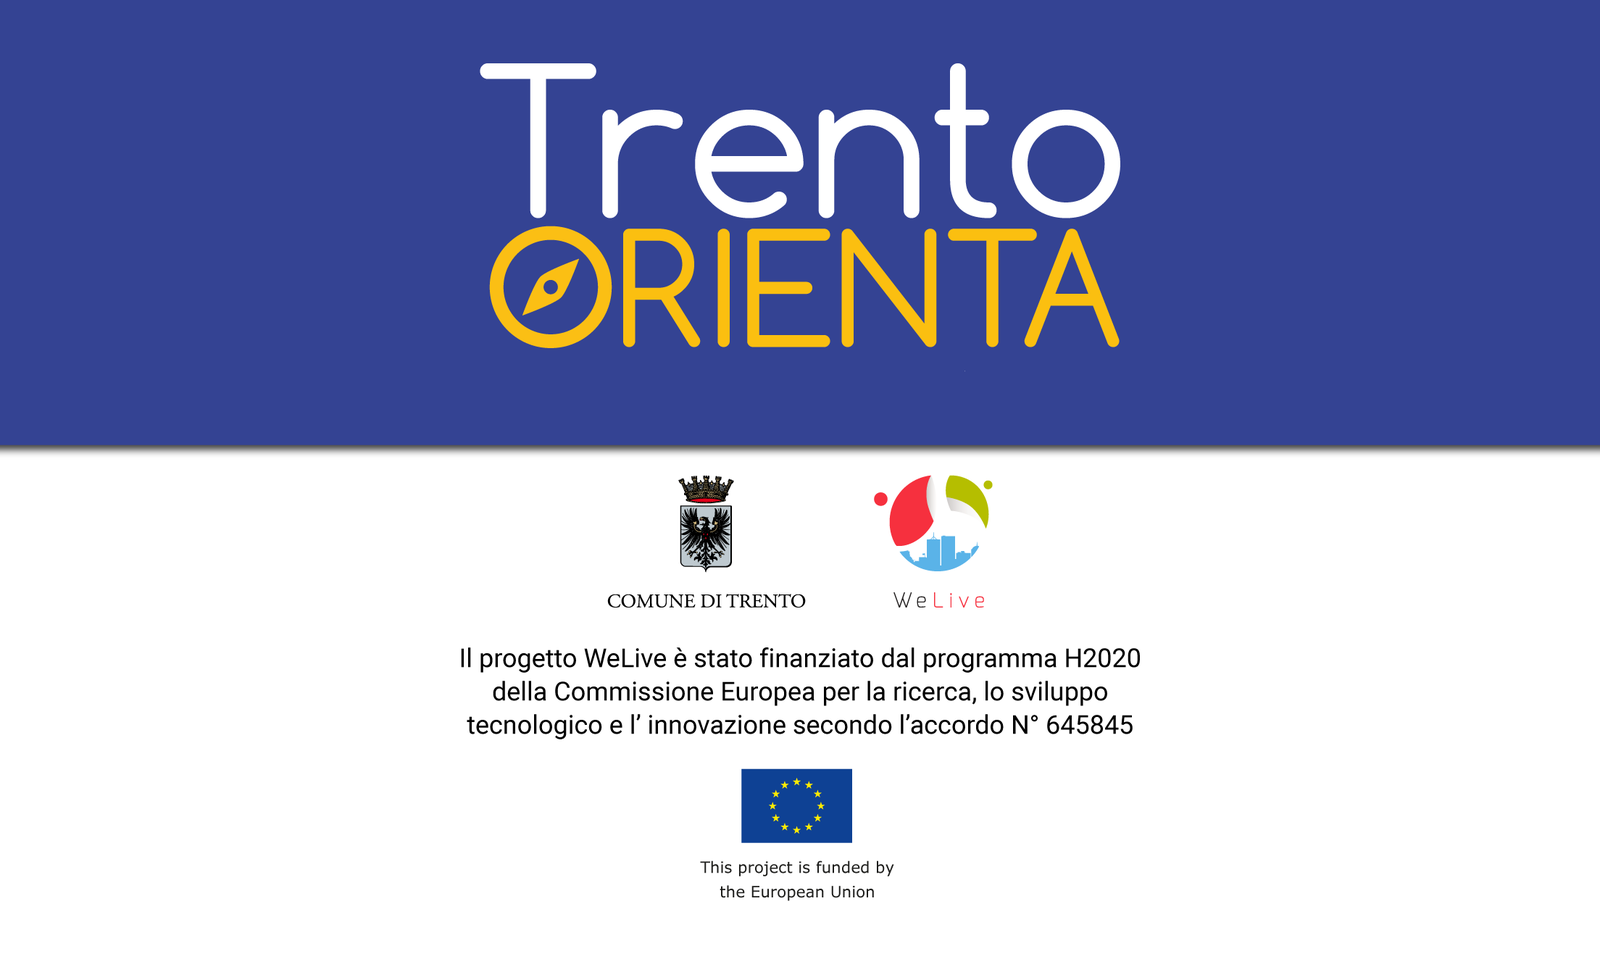 Trento
ORIENTA
COMUNE DI TRENTO
WeLive
Il progetto WeLive è stato finanziato dal programma H2020
della Commissione Europea per la ricerca, lo sviluppo
tecnologico e l’ innovazione secondo l’accordo N° 645845
This project is funded by
the European Union